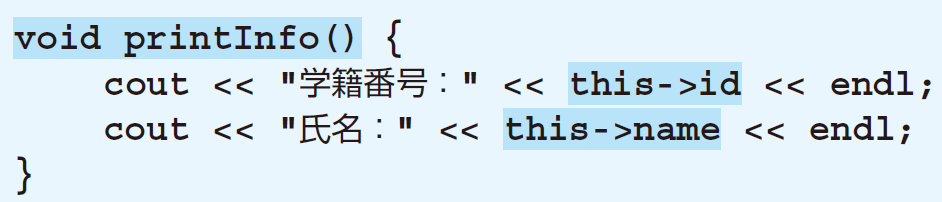 void printInfo() {
    cout << "学籍番号：" << this->id << endl;
    cout << "氏名：" << this->name << endl;
}